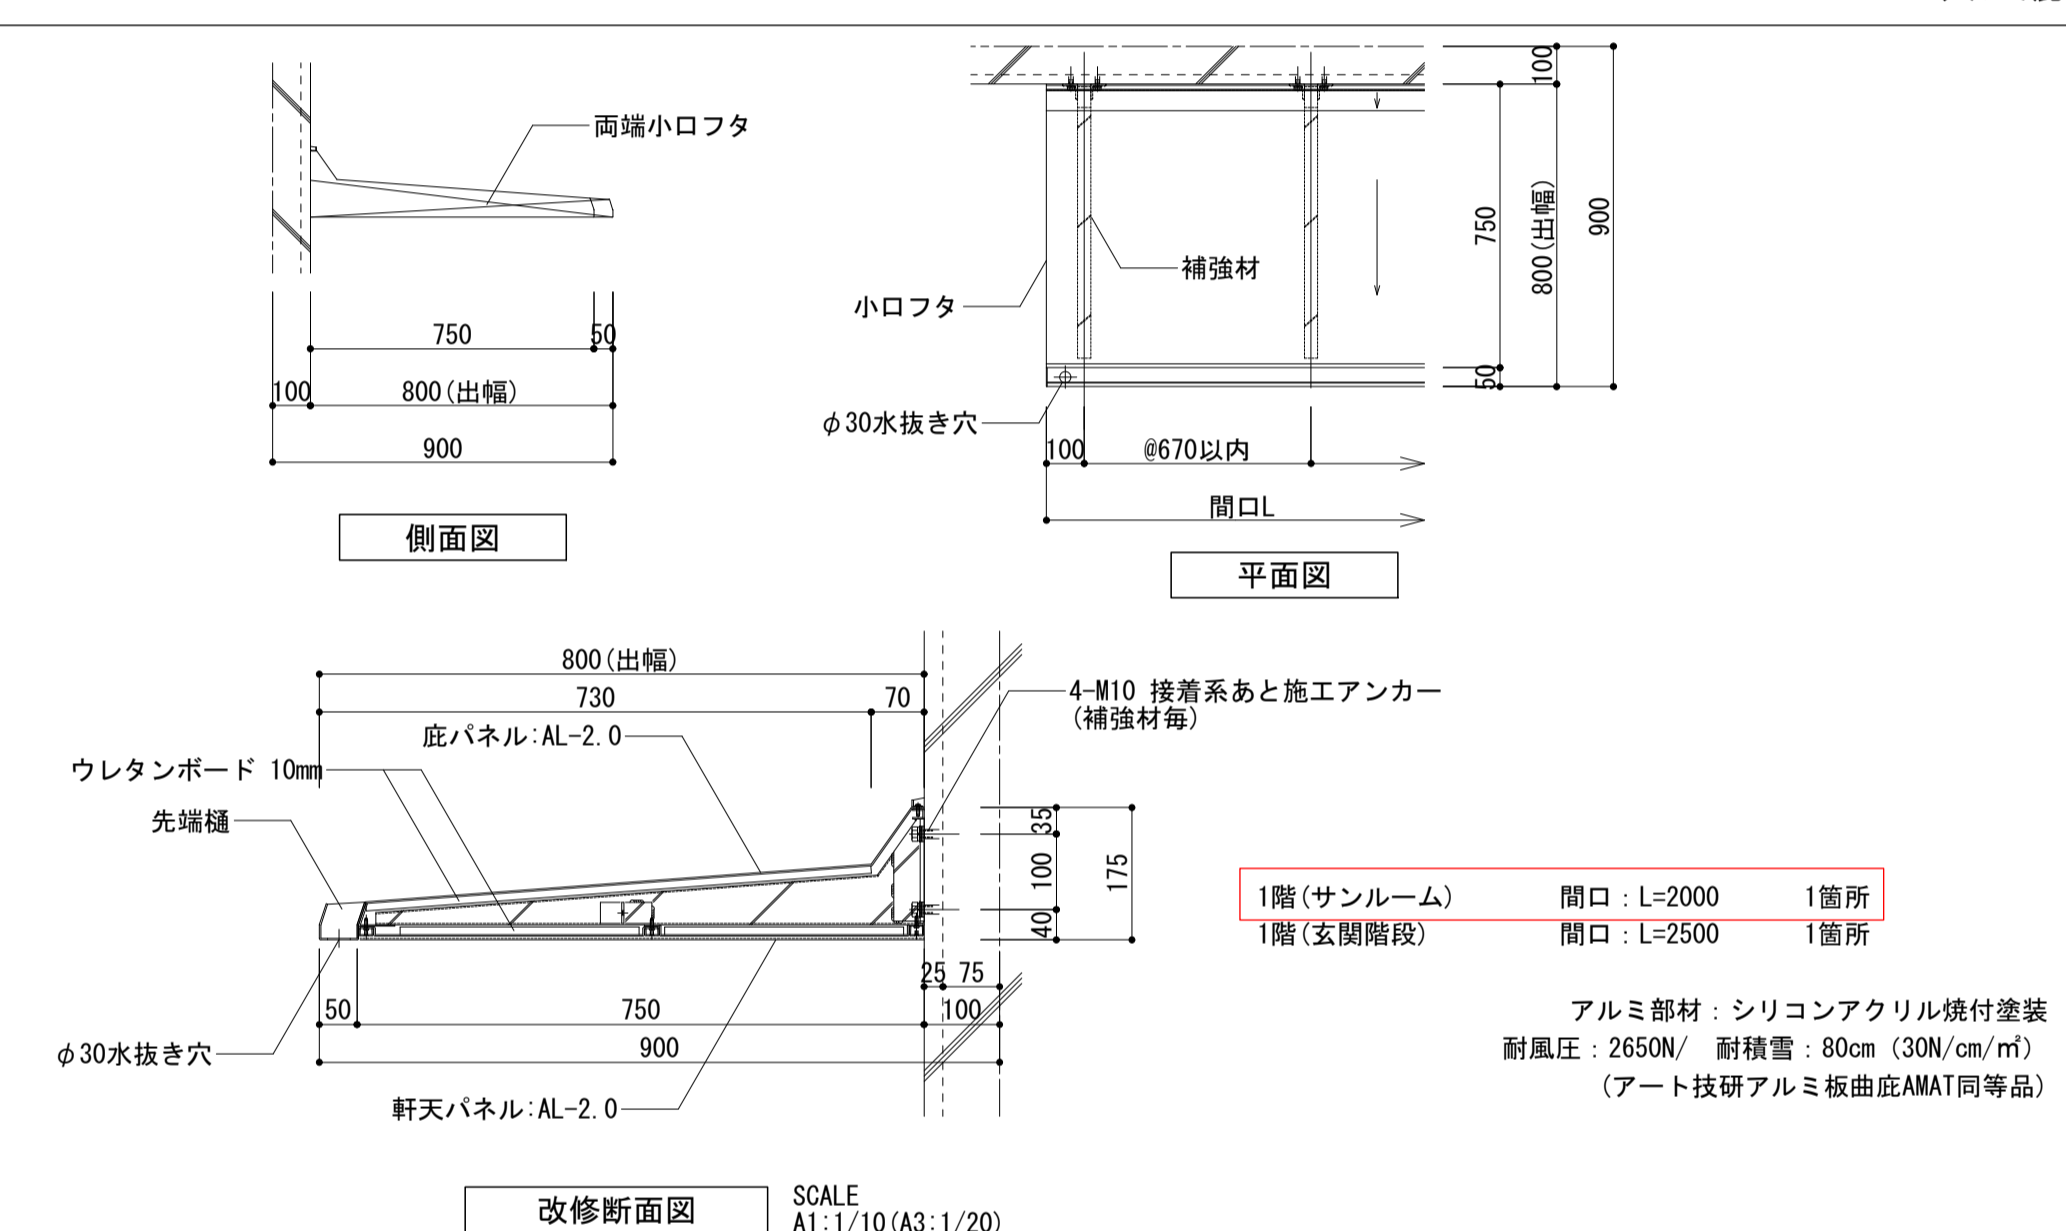 両端小口フタ
750
50
100
800(出幅)
900
側面図
100
750
800(出幅)
900
補強材
小口フタ
50
φ30水抜き穴
100
@670以内
間口L
平面図
800(出幅)
730
70
4-M10 接着系あと施工アンカー
(補強材毎)
庇パネル:AL-2.0
ウレタンボード 10mm
先端樋
35
100
175
40
25
75
50
750
100
900
φ30水抜き穴
軒天パネル:AL-2.0
1階(サンルーム) 間口：L=2000 1箇所
1階(玄関階段) 間口：L=2500 1箇所
アルミ部材：シリコンアクリル焼付塗装
耐風圧：2650N/ 耐積雪：80cm (30N/cm/㎡)
(アート技研アルミ板曲庇AMAT同等品)
改修断面図
SCALE
A1:1/10(A3:1/20)